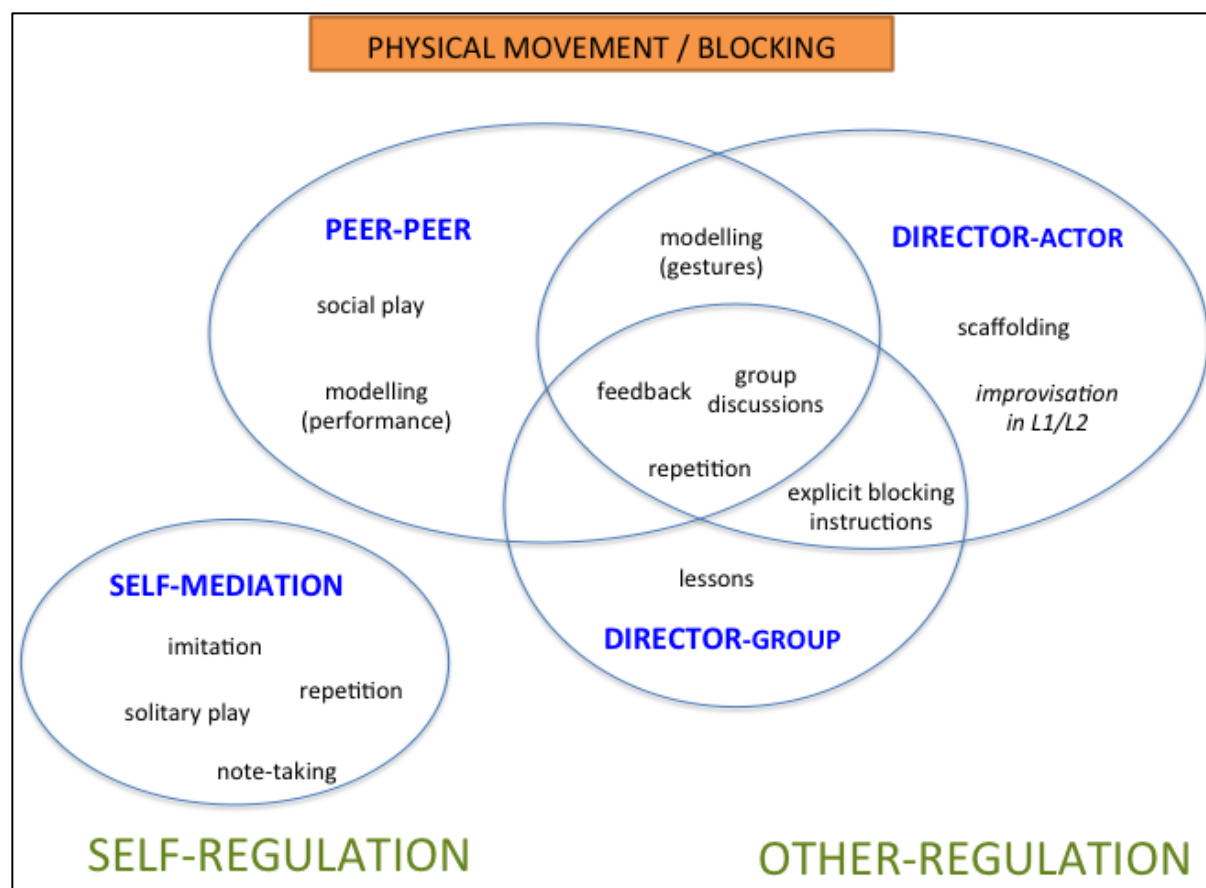 PHYSICAL MOVEMENT / BLOCKING
PEER-PEER
social play
modelling
(performance)
modelling
(gestures)
DIRECTOR-ACTOR
scaffolding
improvisation
in L1/L2
feedback
group
discussions
repetition
explicit blocking
instructions
lessons
DIRECTOR-GROUP
SELF-MEDIATION
imitation
repetition
solitary play
note-taking
SELF-REGULATION
OTHER-REGULATION